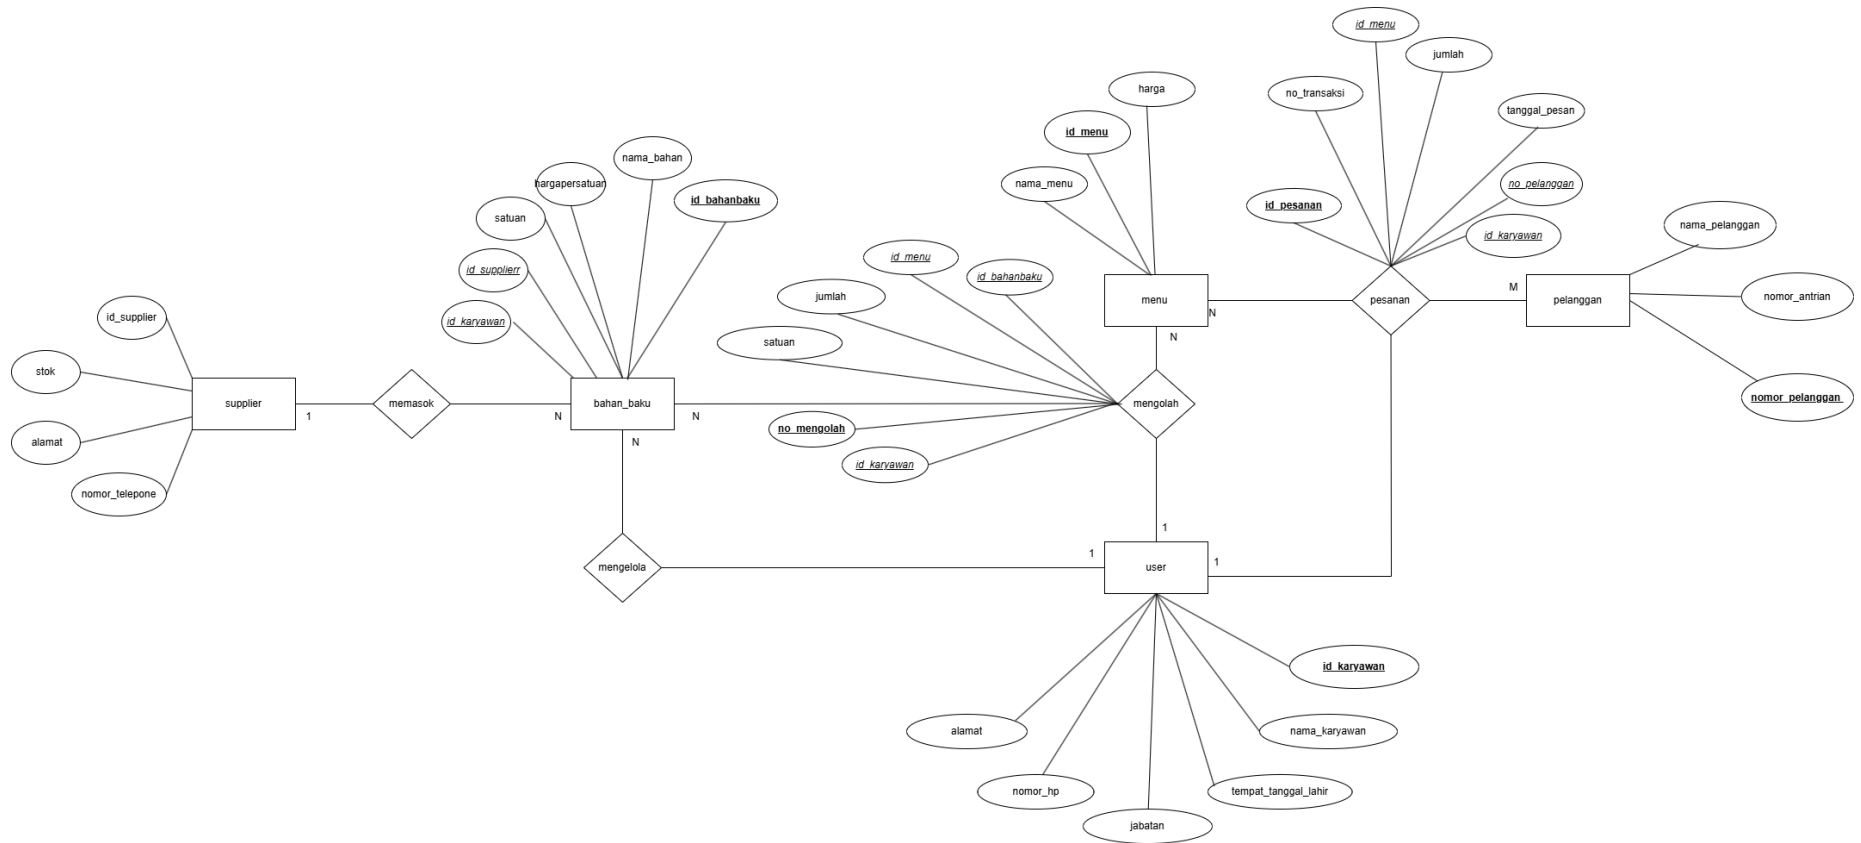 id_menu
jumlah
harga
no_transaksi
tanggal_pesan
id_menu
nama_bahan
hargapersatuan
nama_menu
no_pelanggan
id_bahanbaku
id_pesanan
satuan
nama_pelanggan
id_karyawan
id_menu
id_supplierr
id_bahanbaku
jumlah
menu
pesanan
M
pelanggan
nomor_antrian
N
id_supplier
id_karyawan
satuan
N
stok
supplier
1
memasok
N
bahan_baku
N
mengolah
nomor_pelanggan
no_mengolah
alamat
N
id_karyawan
nomor_telepone
1
mengelola
1
user
1
id_karyawan
alamat
nama_karyawan
nomor_hp
tempat_tanggal_lahir
jabatan